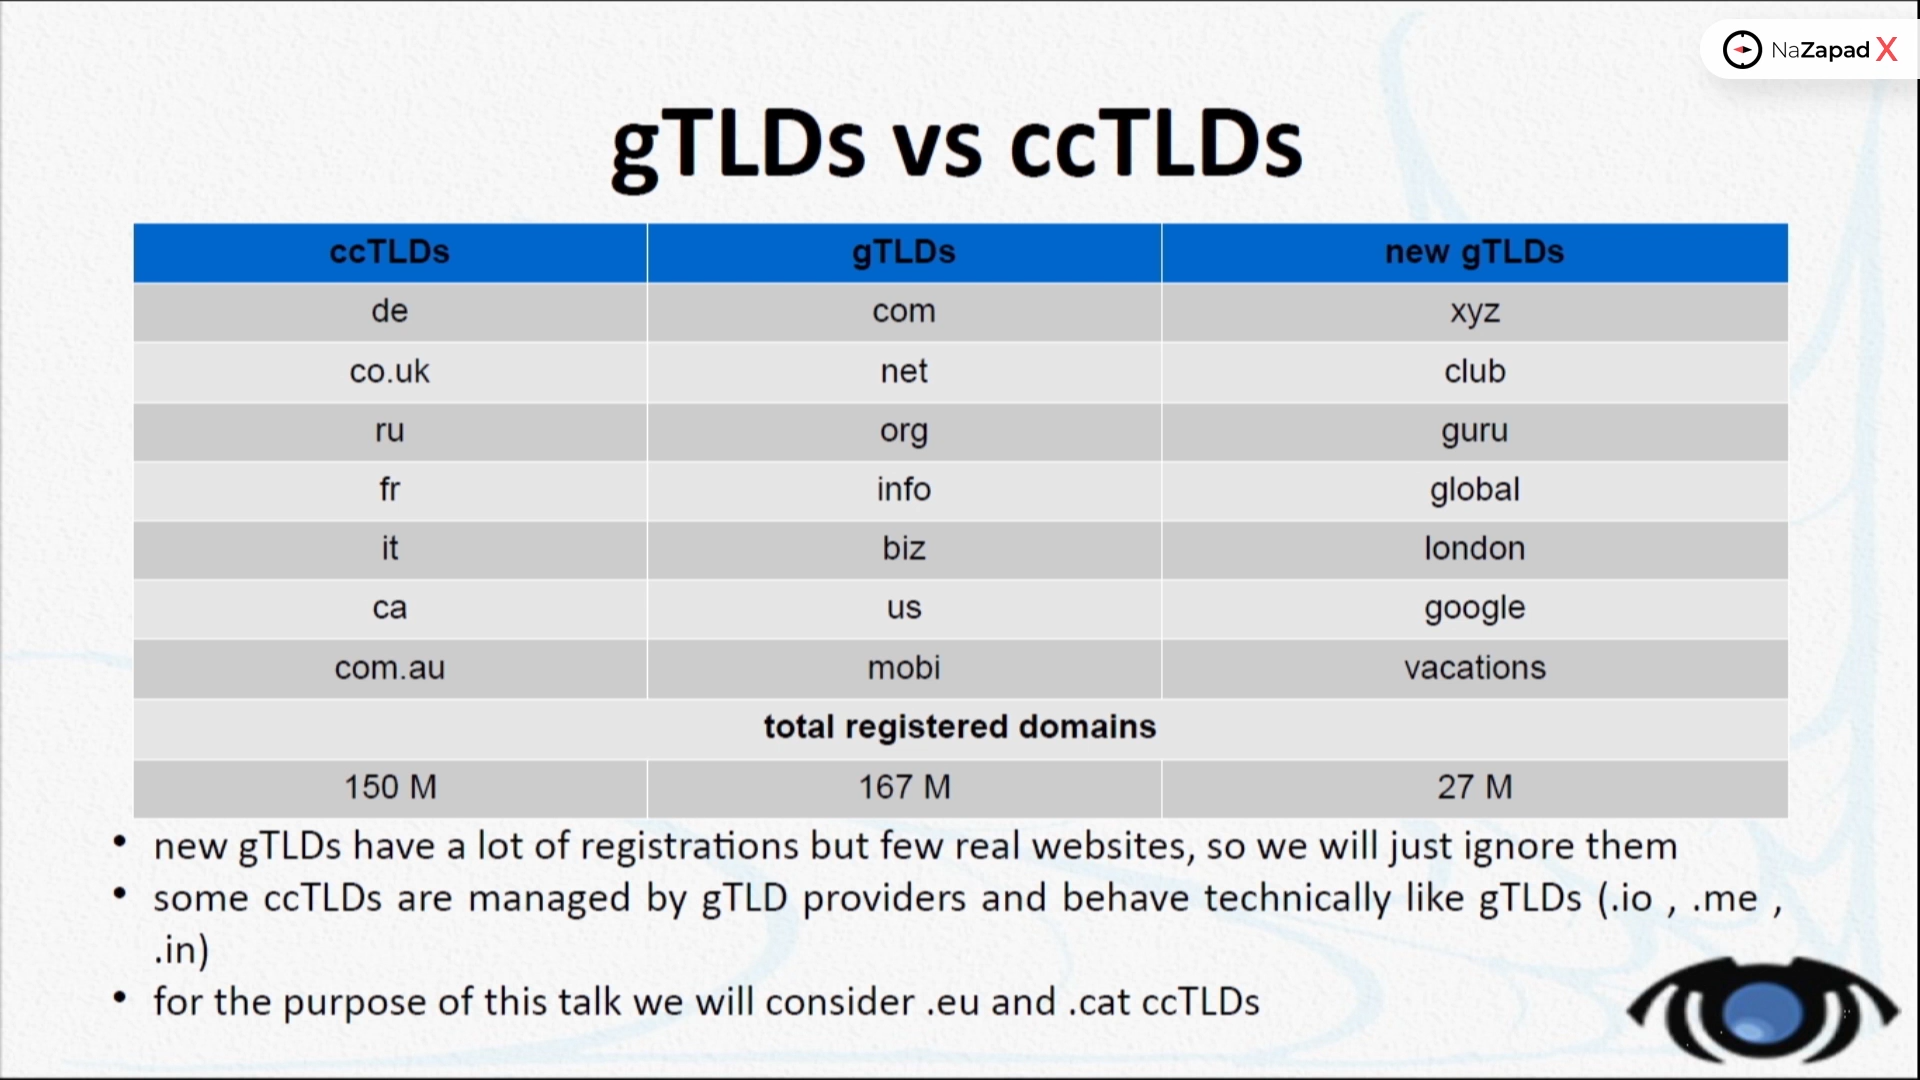 NaZapad X
gTLDs vs ccTLDs
ccTLDs gTLDs new gTLDs
de com xyz
co.uk net club
ru org guru
fr info global
it biz london
ca us google
com.au mobi vacations
total registered domains
150 M 167 M 27 M
• new gTLDs have a lot of registrations but few real websites, so we will just ignore them
• some ccTLDs are managed by gTLD providers and behave technically like gTLDs (.io , .me ,
.in)
• for the purpose of this talk we will consider .eu and .cat ccTLDs